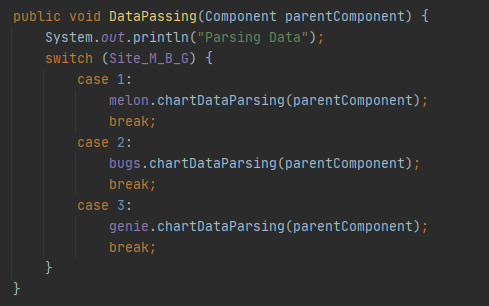 public void DataPassing(Component parentComponent) {
    System.out.println("Parsing Data");
    switch (Site_M_B_G) {
        case 1:
            melon.chartDataParsing(parentComponent);
            break;
        case 2:
            bugs.chartDataParsing(parentComponent);
            break;
        case 3:
            genie.chartDataParsing(parentComponent);
            break;
    }
}